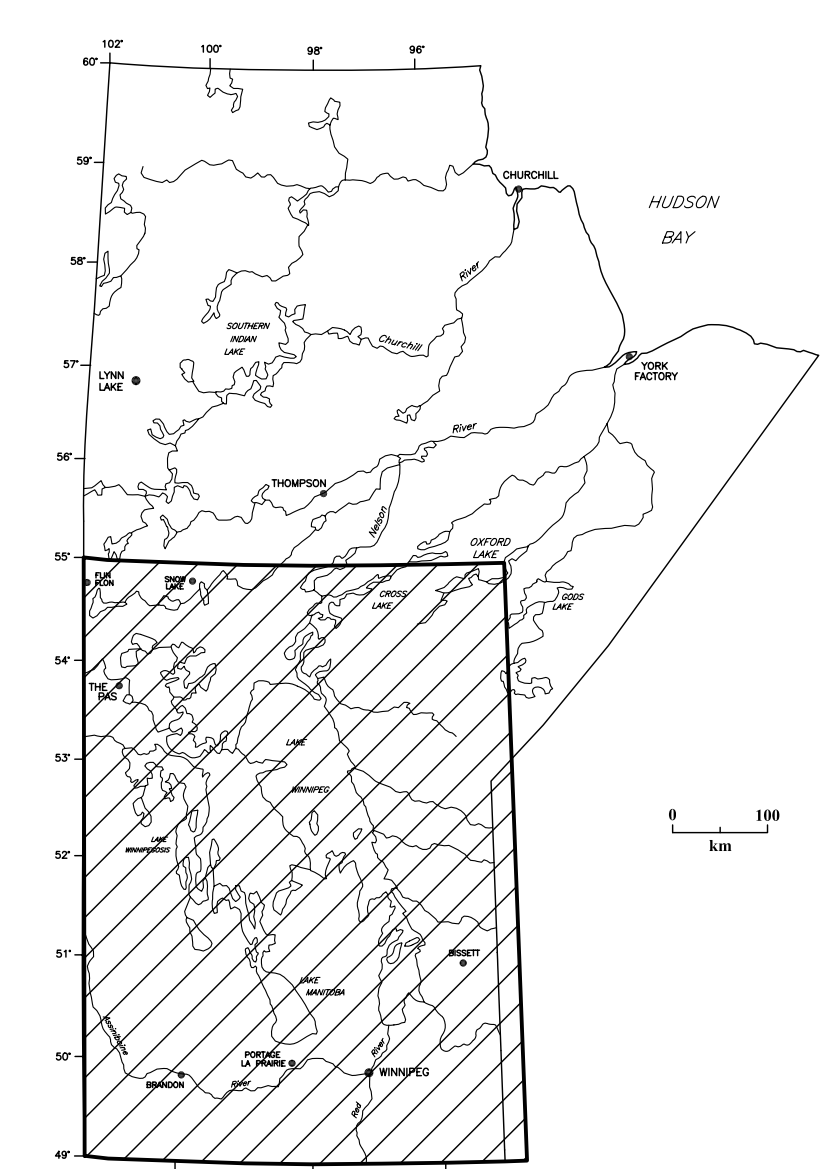 102°
100°
98°
96°
60°
59°
CHURCHILL
HUDSON
BAY
58°
River
SOUTHERN
INDIAN
LAKE
Churchill
57°
LYNN
LAKE
YORK
FACTORY
River
56°
THOMPSON
Nelson
OXFORD
LAKE
55°
FLIN
FLON
SNOW
LAKE
CROSS
LAKE
GODS
LAKE
54°
THE
PAS
53°
LAKE
WINNIPEG
0 100
km
LAKE
WINNIPEGOSIS
52°
51°
BISSETT
LAKE
MANITOBA
Assiniboine
50°
PORTAGE
LA PRAIRIE
River
WINNIPEG
BRANDON
River
Red
49°